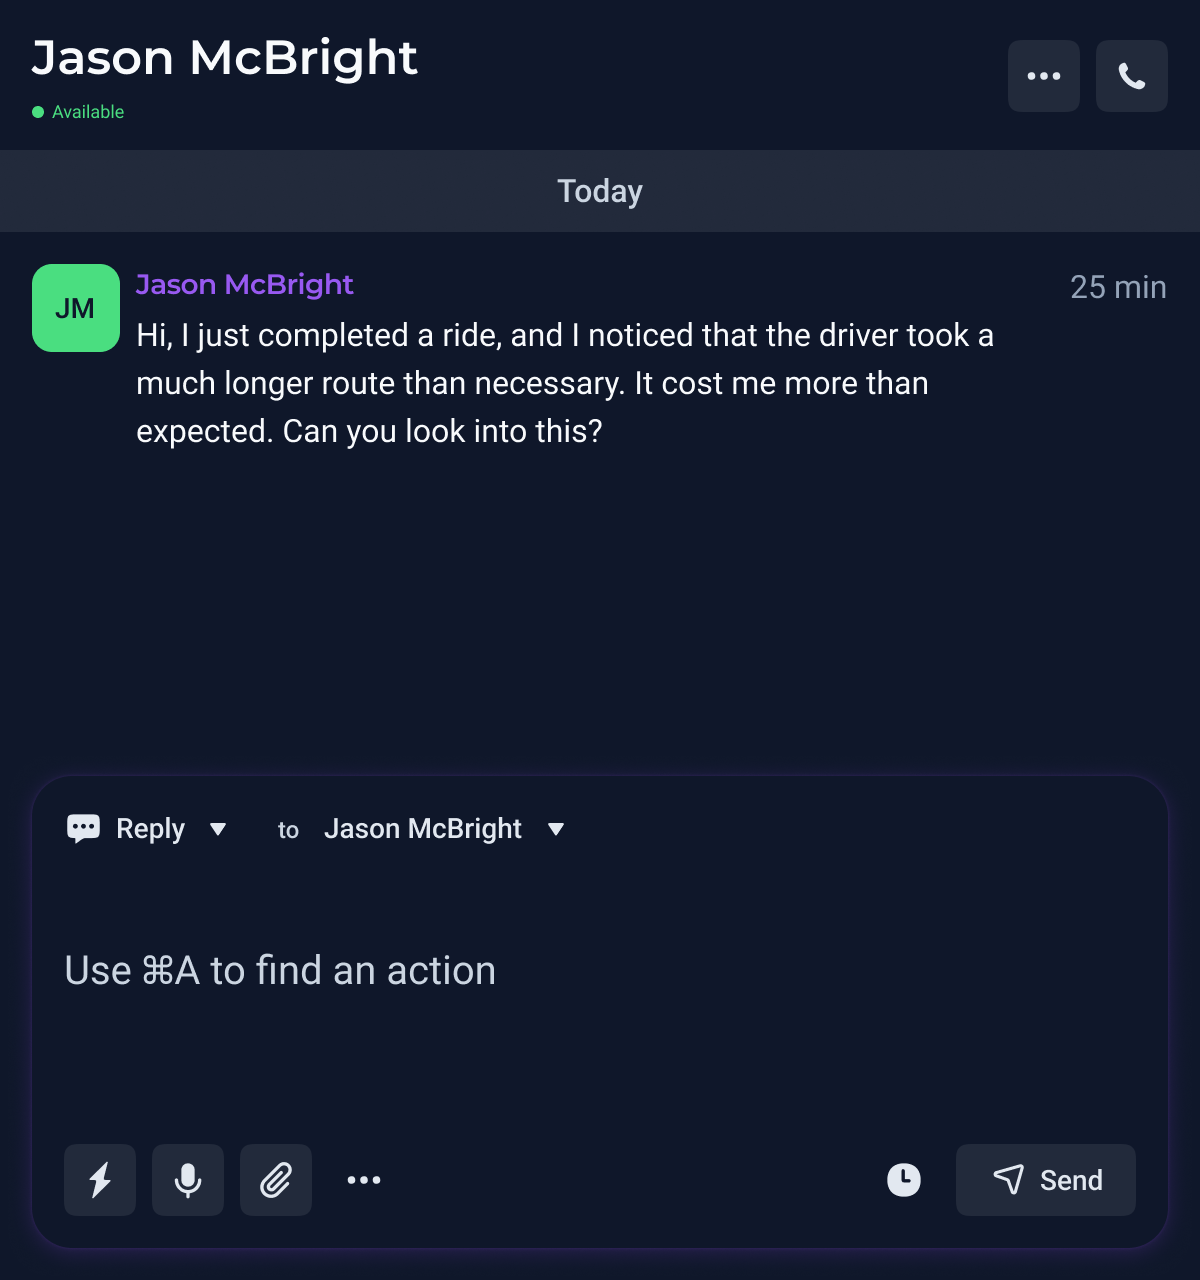 Jason McBright
Available
Today
JM
Jason McBright
25 min
Hi, I just completed a ride, and I noticed that the driver took a
much longer route than necessary. It cost me more than
expected. Can you look into this?
Reply to Jason McBright
Use ⌘A to find an action
Send